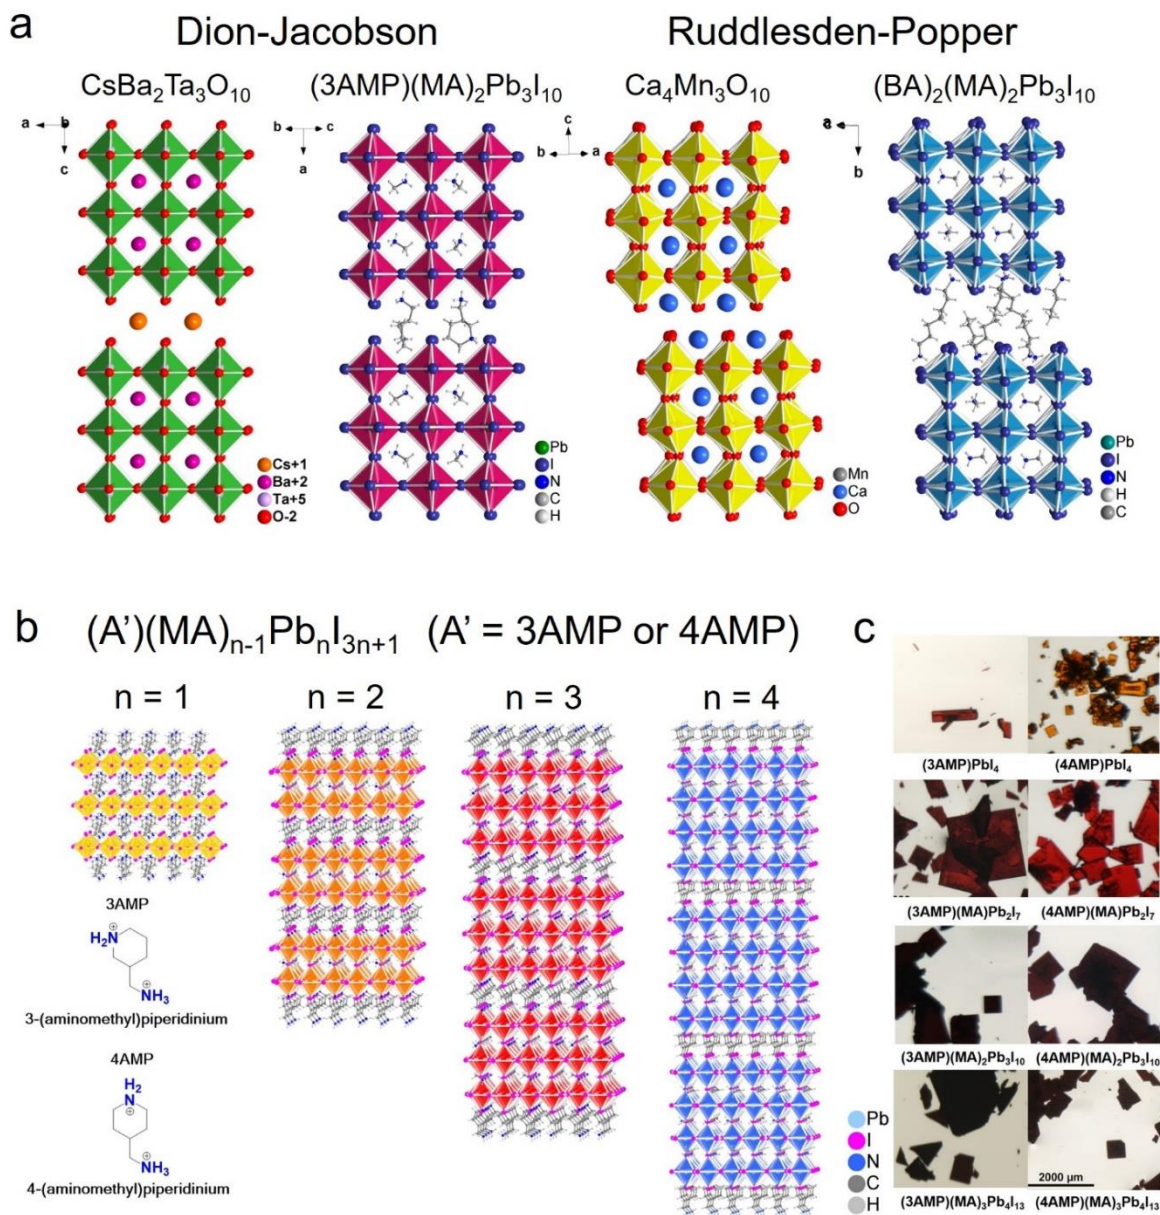 a
Dion-Jacobson
Ruddlesden-Popper
CsBa₂Ta₃O₁₀
(3AMP)(MA)₂Pb₃I₁₀
Ca₄Mn₃O₁₀
(BA)₂(MA)₂Pb₃I₁₀
a b
c
b c
a
c
b a
a
b
Cs+1
Ba+2
Ta+5
O-2
Pb
I
N
C
H
Mn
Ca
O
Pb
I
N
H
C
b
(A')(MA)ₙ₋₁PbₙI₃ₙ₊₁ (A' = 3AMP or 4AMP)
n = 1
n = 2
n = 3
n = 4
3AMP
H₂N
⊕
⊕
NH₃
3-(aminomethyl)piperidinium
4AMP
H₂
N
⊕
⊕
NH₃
4-(aminomethyl)piperidinium
Pb
I
N
C
H
c
(3AMP)PbI₄
(4AMP)PbI₄
(3AMP)(MA)Pb₂I₇
(4AMP)(MA)Pb₂I₇
(3AMP)(MA)₂Pb₃I₁₀
(4AMP)(MA)₂Pb₃I₁₀
2000 µm
(3AMP)(MA)₃Pb₄I₁₃
(4AMP)(MA)₃Pb₄I₁₃